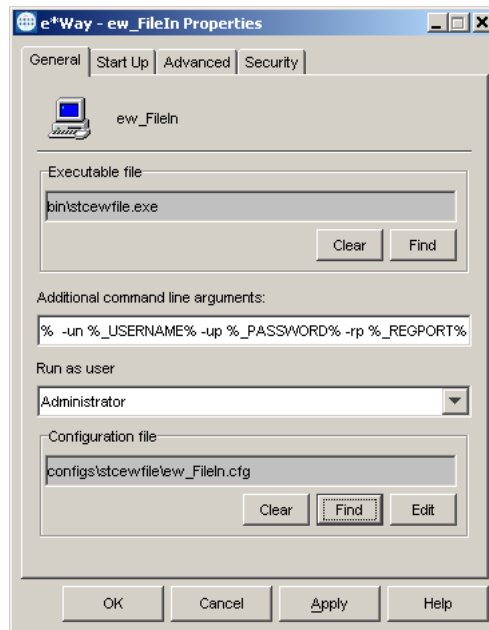 e*Way - ew_FileIn Properties
General Start Up Advanced Security
ew_FileIn
Executable file
bin\stcewfile.exe
Clear Find
Additional command line arguments:
% -un %_USERNAME% -up %_PASSWORD% -rp %_REGPORT%
Run as user
Administrator
Configuration file
configs\stcewfile\ew_FileIn.cfg
Clear Find Edit
OK Cancel Apply Help